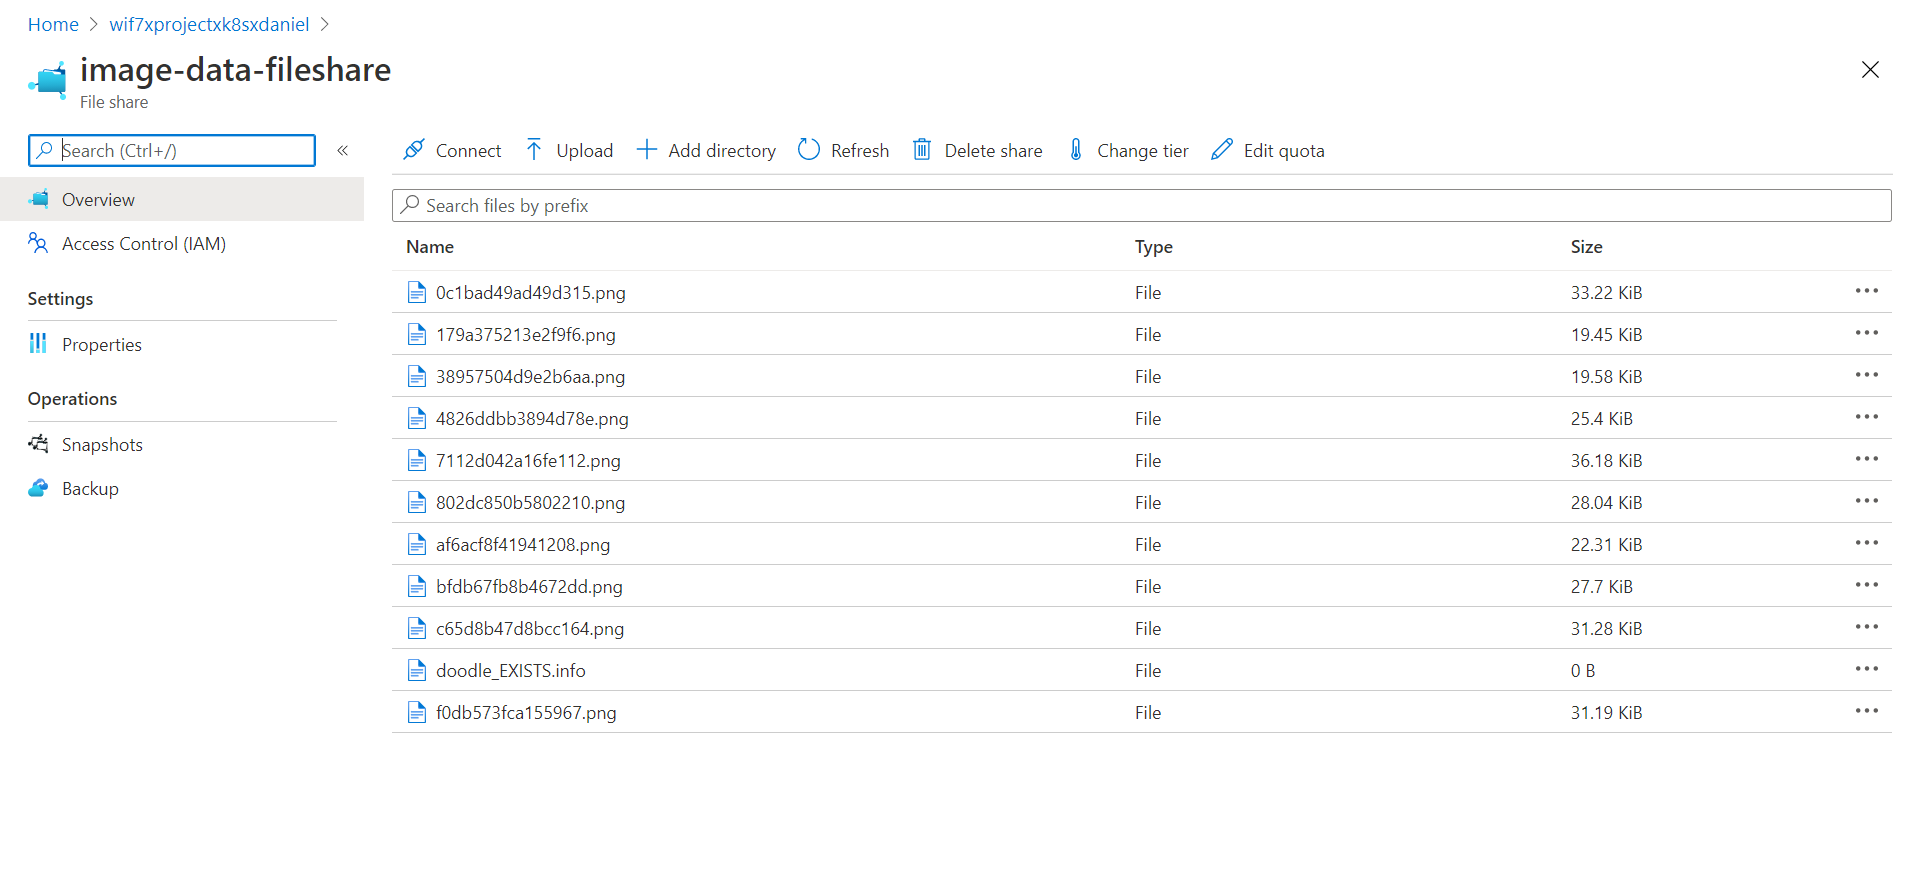 Home > wif7xprojectxk8sxdaniel >
image-data-fileshare
File share
Search (Ctrl+/) «
Connect Upload Add directory Refresh Delete share Change tier Edit quota
Search files by prefix
Overview
Access Control (IAM)
Settings
Properties
Operations
Snapshots
Backup
Name Type Size
0c1bad49ad49d315.png File 33.22 KiB ...
179a375213e2f9f6.png File 19.45 KiB ...
38957504d9e2b6aa.png File 19.58 KiB ...
4826ddbb3894d78e.png File 25.4 KiB ...
7112d042a16fe112.png File 36.18 KiB ...
802dc850b5802210.png File 28.04 KiB ...
af6acf8f41941208.png File 22.31 KiB ...
bfdb67fb8b4672dd.png File 27.7 KiB ...
c65d8b47d8bcc164.png File 31.28 KiB ...
doodle_EXISTS.info File 0 B ...
f0db573fca155967.png File 31.19 KiB ...